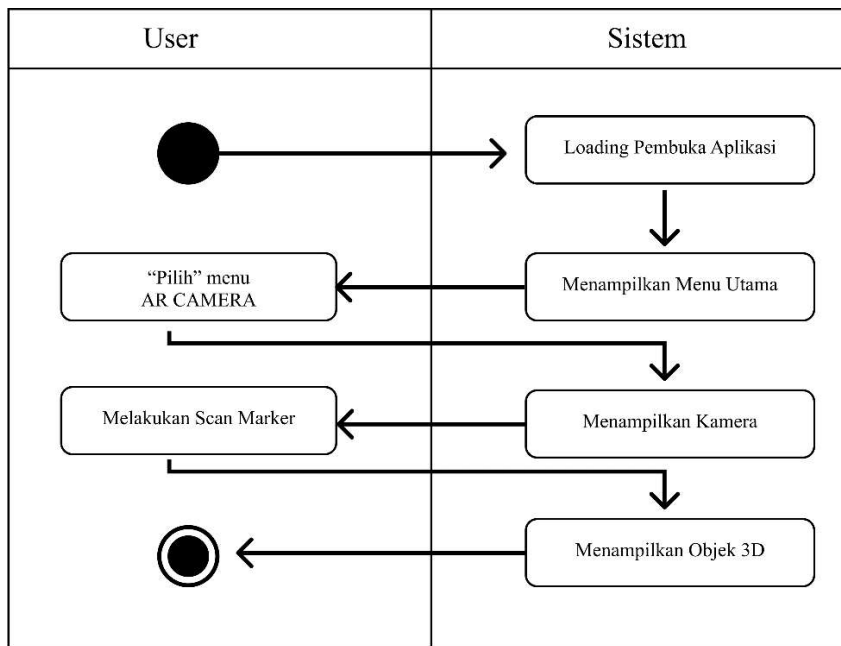 User
Sistem
Loading Pembuka Aplikasi
“Pilih” menu
AR CAMERA
Menampilkan Menu Utama
Melakukan Scan Marker
Menampilkan Kamera
Menampilkan Objek 3D